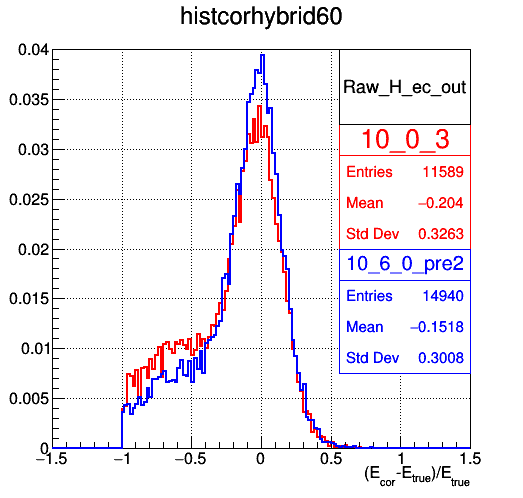 histcorhybrid60
Raw_H_ec_out
10_0_3
Entries 11589
Mean −0.204
Std Dev 0.3263
10_6_0_pre2
Entries 14940
Mean −0.1518
Std Dev 0.3008
0.04
0.035
0.03
0.025
0.02
0.015
0.01
0.005
0
−1.5 −1 −0.5 0 0.5 1 1.5
(E_cor-E_true)/E_true